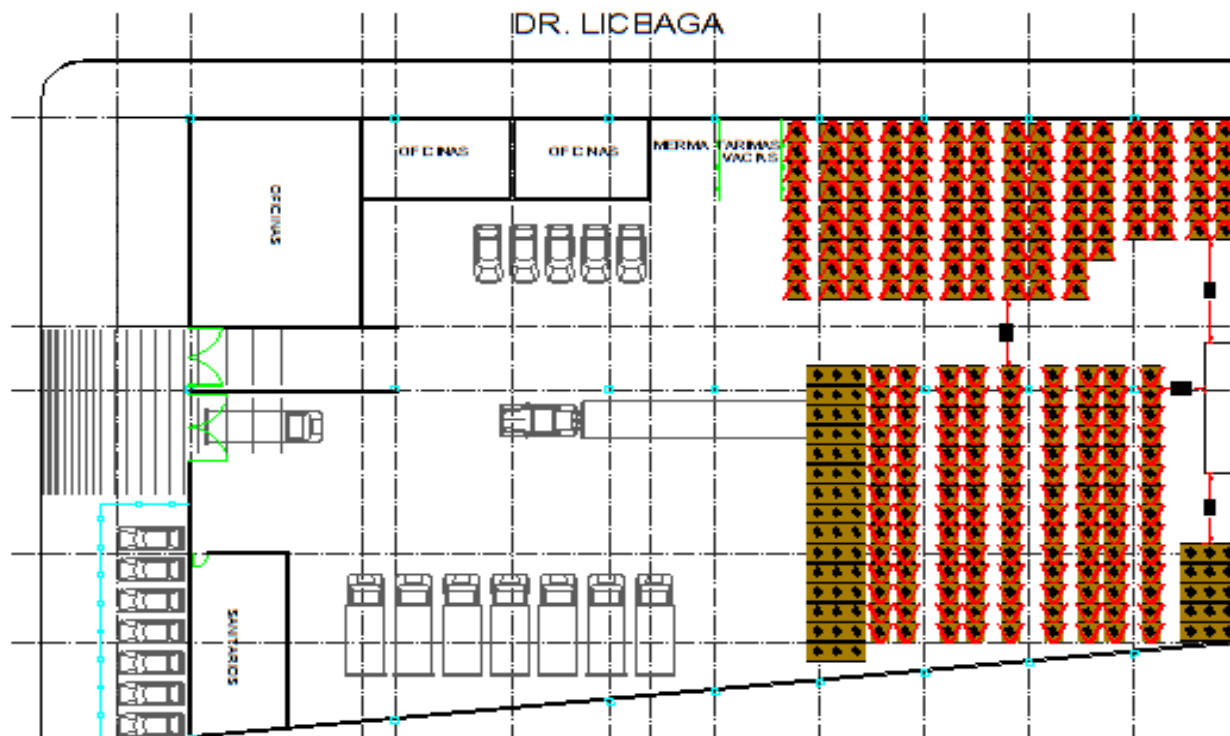 DR. LICEAGA
OFICINAS
OFICINAS
MERMA
TARIMAS
VACIAS
OFICINAS
SANITARIOS